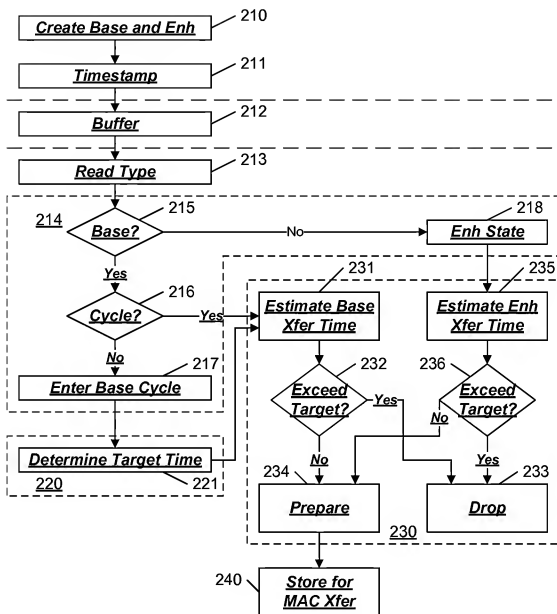 Create Base and Enh
210
Timestamp
211
Buffer
212
Read Type
213
214
Base?
215
No
218
Enh State
Yes
Cycle?
216
Yes
231
Estimate Base
Xfer Time
235
Estimate Enh
Xfer Time
No
217
Enter Base Cycle
232
Exceed
Target?
Yes
236
Exceed
Target?
No
Determine Target Time
221
220
No
Yes
234
Prepare
233
Drop
230
240
Store for
MAC Xfer